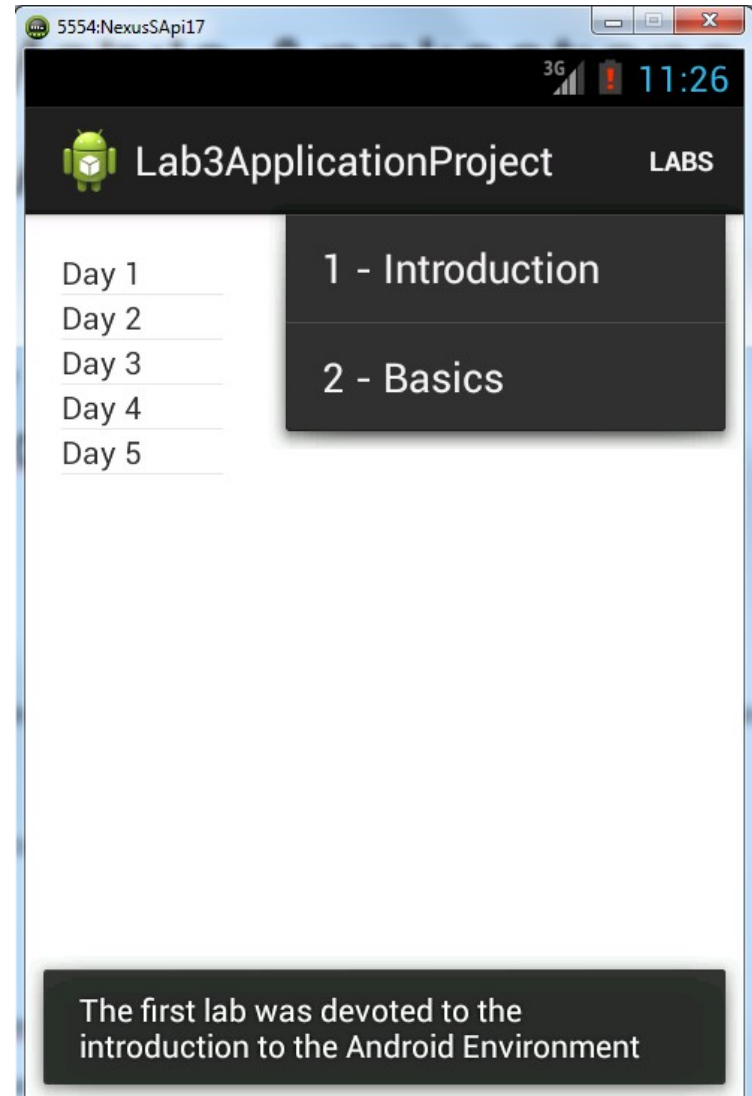 5554:NexusSApi17
3G 11:26
Lab3ApplicationProject LABS
1 - Introduction
2 - Basics
Day 1
Day 2
Day 3
Day 4
Day 5
The first lab was devoted to the
introduction to the Android Environment